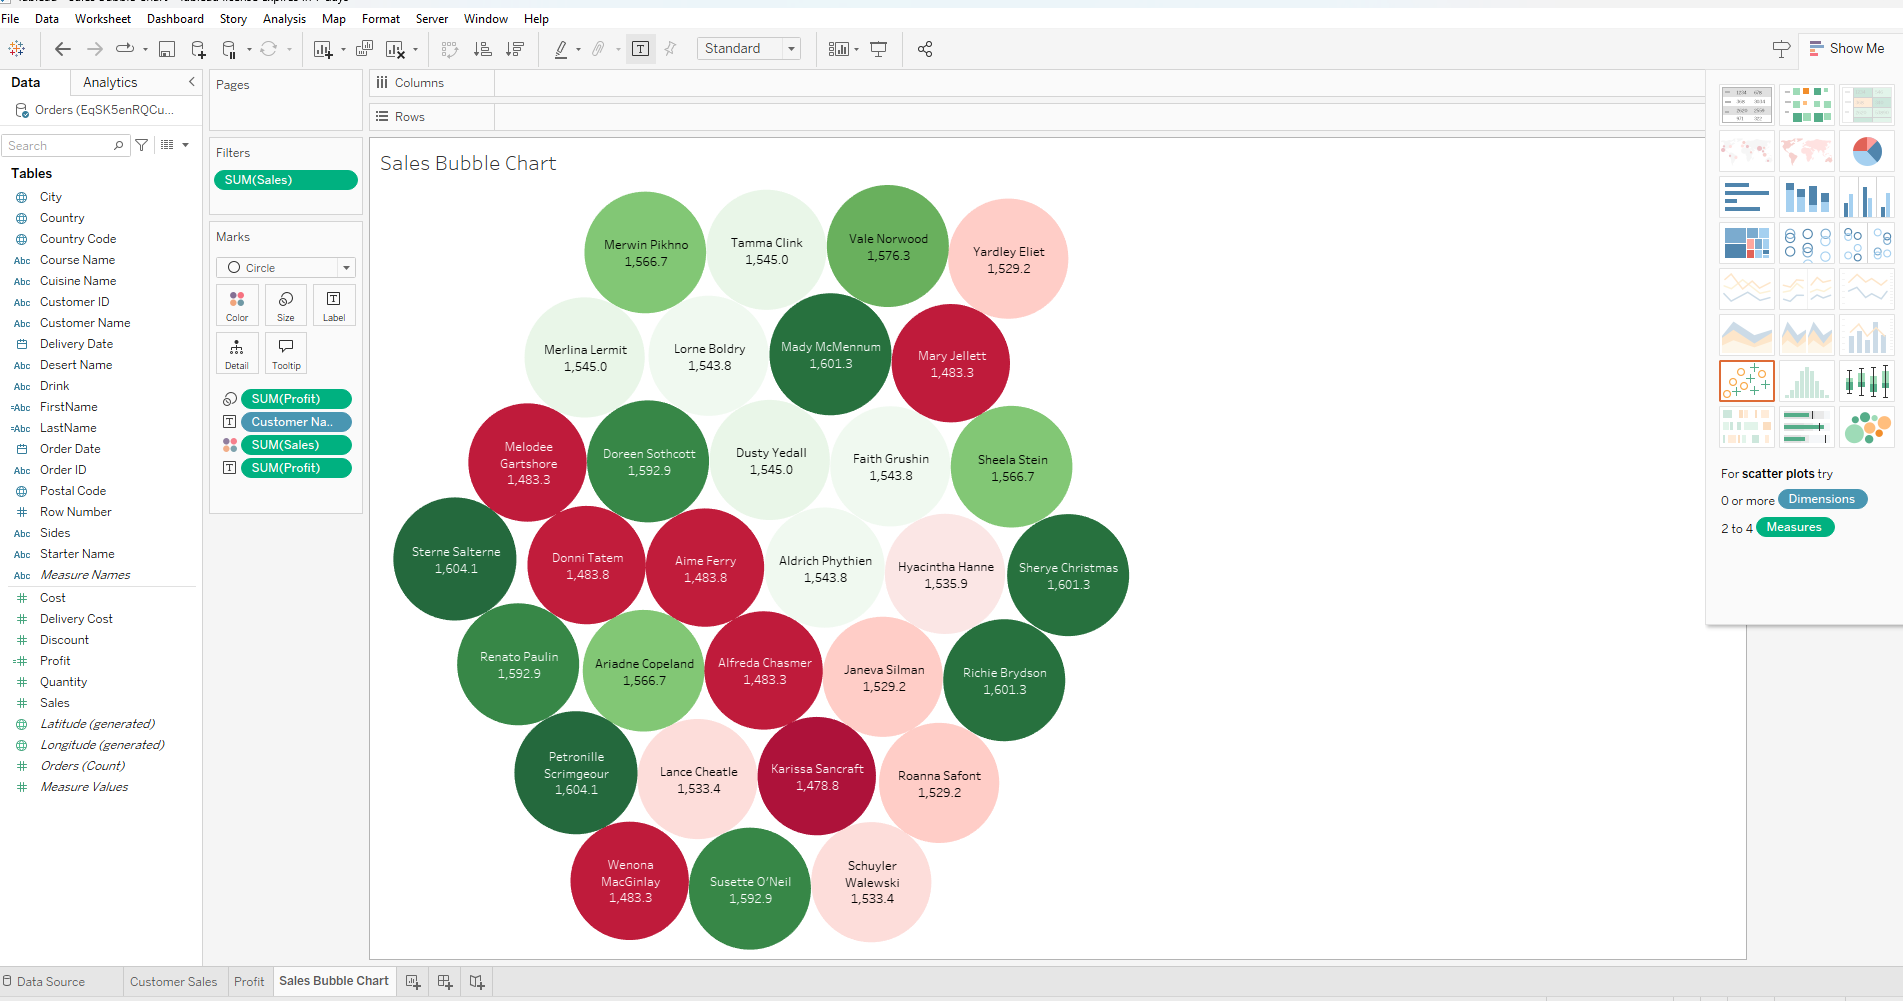 File Data Worksheet Dashboard Story Analysis Map Format Server Window Help
Standard
Show Me
Data Analytics
Orders (EqSK5enRQCu...
Search
Tables
City
Country
Country Code
Abc Course Name
Abc Cuisine Name
Abc Customer ID
Abc Customer Name
Delivery Date
Abc Desert Name
Abc Drink
=Abc FirstName
=Abc LastName
Order Date
Abc Order ID
Postal Code
# Row Number
Abc Sides
Abc Starter Name
Abc Measure Names
# Cost
# Delivery Cost
# Discount
=# Profit
# Quantity
# Sales
Latitude (generated)
Longitude (generated)
# Orders (Count)
# Measure Values
Pages
Filters
SUM(Sales)
Marks
Circle
Color Size Label
Detail Tooltip
SUM(Profit)
Customer Na..
SUM(Sales)
SUM(Profit)
Columns
Rows
Sales Bubble Chart
Merwin Pikhno
1,566.7
Tamma Clink
1,545.0
Vale Norwood
1,576.3
Yardley Eliet
1,529.2
Merlina Lermit
1,545.0
Lorne Boldry
1,543.8
Mady McMennum
1,601.3
Mary Jellett
1,483.3
Melodee
Gartshore
1,483.3
Doreen Sothcott
1,592.9
Dusty Yedall
1,545.0
Faith Grushin
1,543.8
Sheela Stein
1,566.7
Sterne Salterne
1,604.1
Donni Tatem
1,483.8
Aime Ferry
1,483.8
Aldrich Phythien
1,543.8
Hyacintha Hanne
1,535.9
Sherye Christmas
1,601.3
Renato Paulin
1,592.9
Ariadne Copeland
1,566.7
Alfreda Chasmer
1,483.3
Janeva Silman
1,529.2
Richie Brydson
1,601.3
Petronille
Scrimgeour
1,604.1
Lance Cheatle
1,533.4
Karissa Sancraft
1,478.8
Roanna Safont
1,529.2
Wenona
MacGinlay
1,483.3
Susette O'Neil
1,592.9
Schuyler
Walewski
1,533.4
For scatter plots try
0 or more Dimensions
2 to 4 Measures
Data Source Customer Sales Profit Sales Bubble Chart